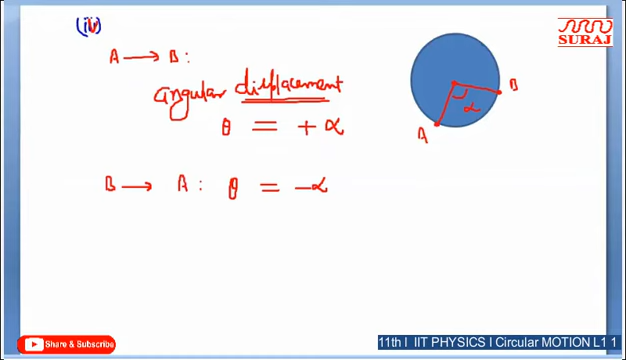 (iv)
A → B :
angular displacement
θ = + α
B → A : θ = -α
B
α
A
SURAJ
Share & Subscribe
11th I IIT PHYSICS I Circular MOTION L1 1